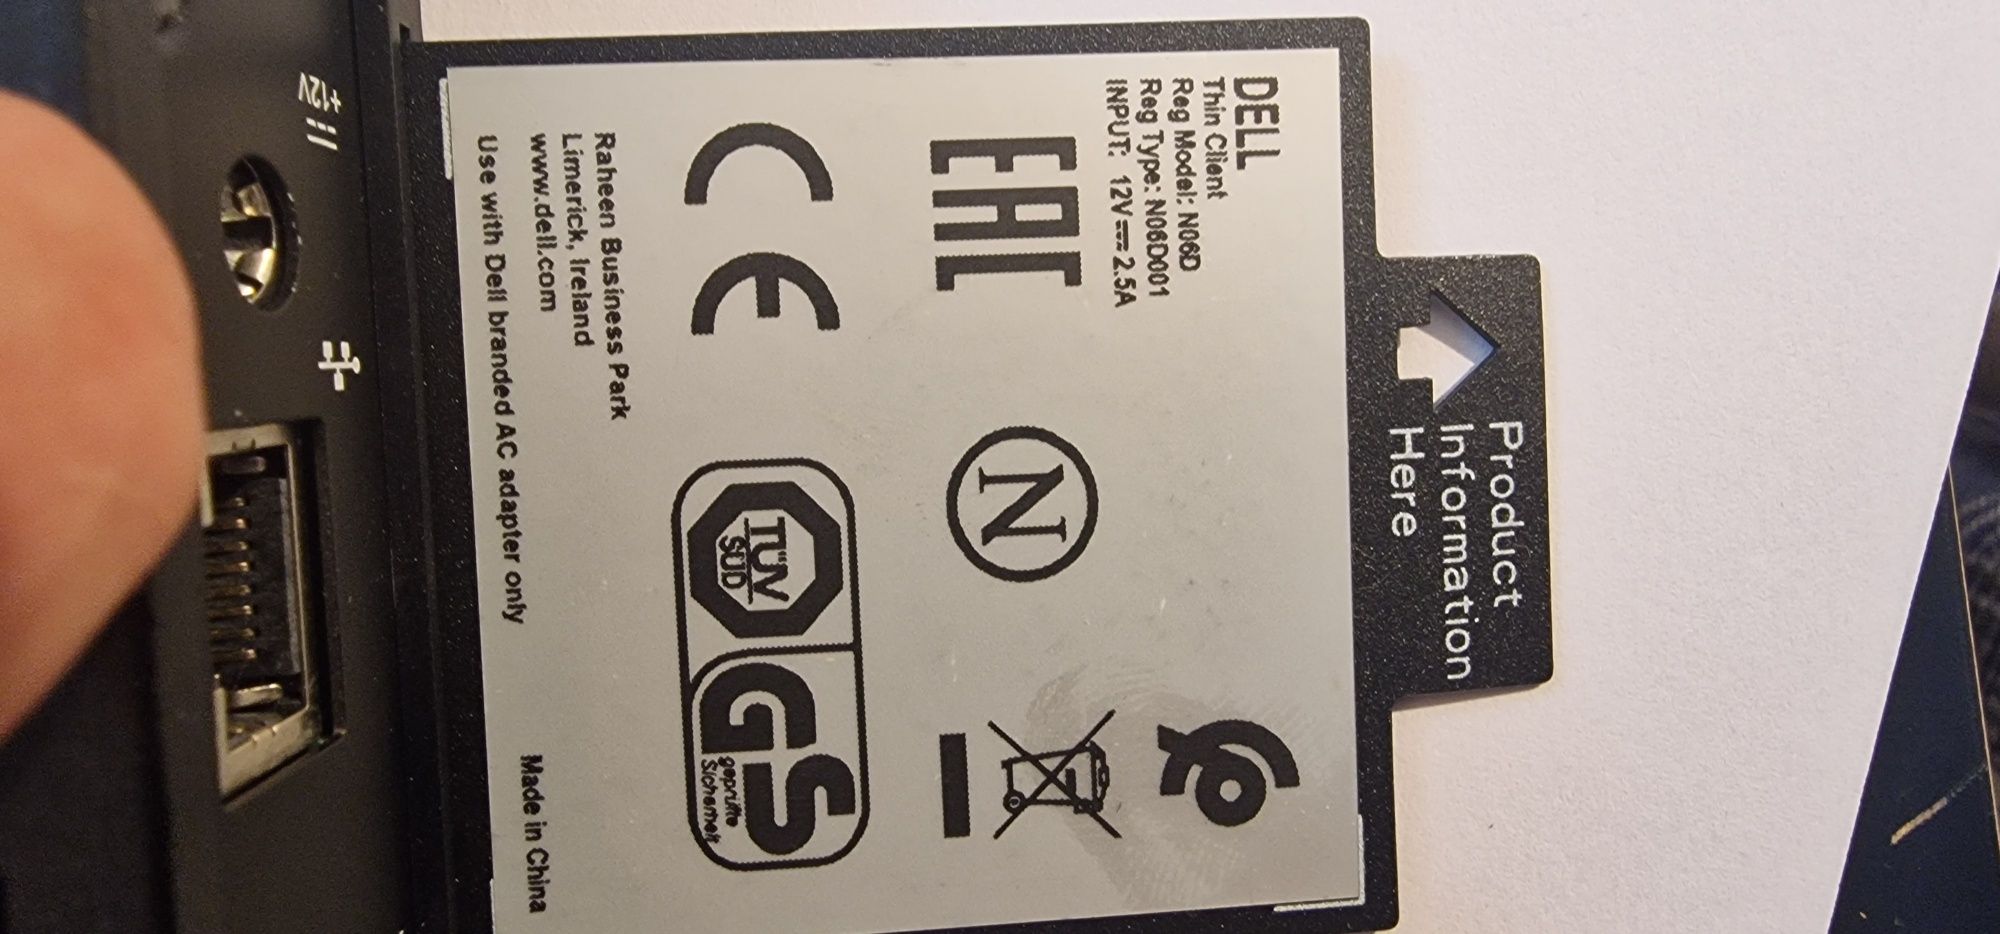 Product
Information
Here
DELL
Thin Client
Reg Model: N06D
Reg Type: N06D001
INPUT: 12V⎓2.5A
EAC
N
CE
TÜV
SÜD
GS
geprüfte
Sicherheit
Raheen Business Park
Limerick, Ireland
www.dell.com
Use with Dell branded AC adapter only
Made in China
+12V